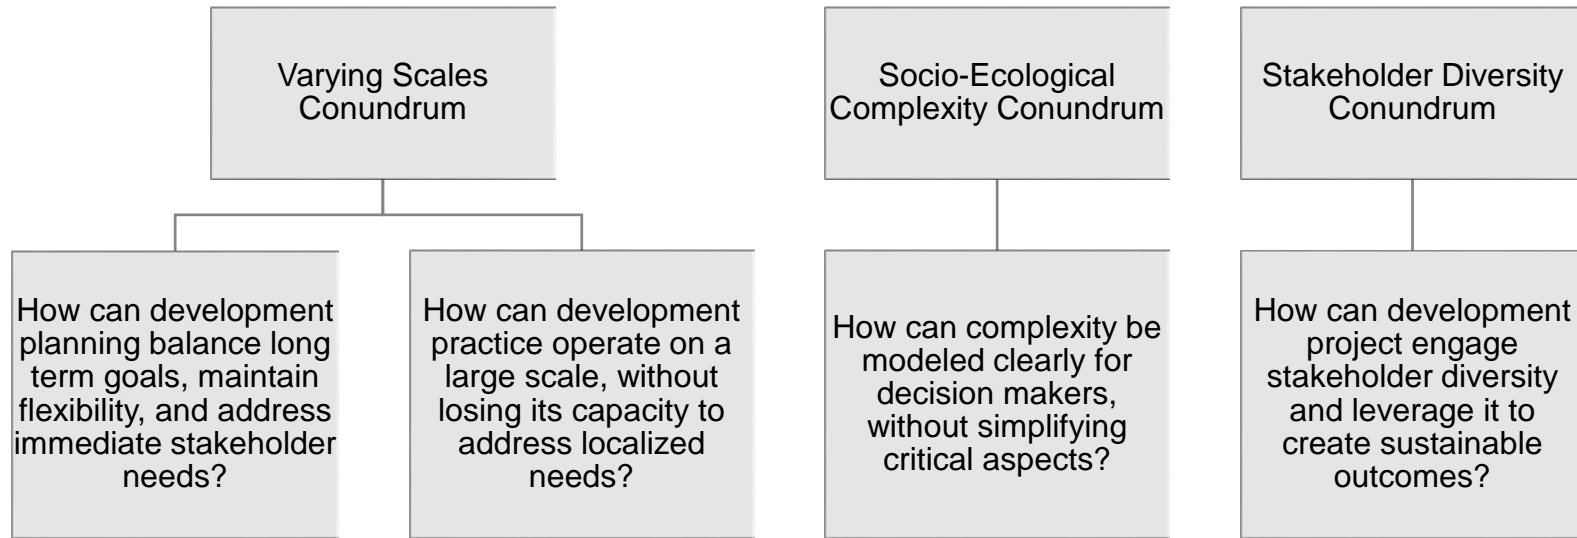 Varying Scales
Conundrum
Socio-Ecological
Complexity Conundrum
Stakeholder Diversity
Conundrum
How can development
planning balance long
term goals, maintain
flexibility, and address
immediate stakeholder
needs?
How can development
practice operate on a
large scale, without
losing its capacity to
address localized
needs?
How can complexity be
modeled clearly for
decision makers,
without simplifying
critical aspects?
How can development
project engage
stakeholder diversity
and leverage it to
create sustainable
outcomes?